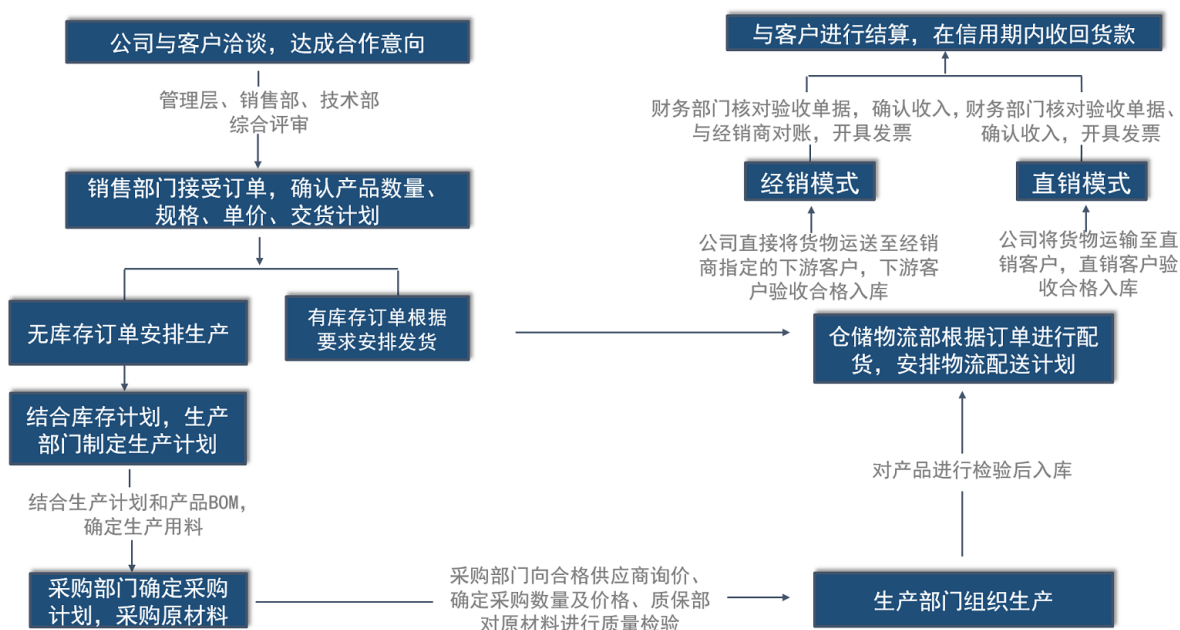 公司与客户洽谈，达成合作意向
管理层、销售部、技术部
综合评审
销售部门接受订单，确认产品数量、
规格、单价、交货计划
无库存订单安排生产
有库存订单根据
要求安排发货
结合库存计划，生产
部门制定生产计划
结合生产计划和产品BOM，
确定生产用料
采购部门确定采购
计划，采购原材料
采购部门向合格供应商询价、
确定采购数量及价格、质保部
对原材料进行质量检验
生产部门组织生产
对产品进行检验后入库
仓储物流部根据订单进行配
货，安排物流配送计划
公司直接将货物运送至经销
商指定的下游客户，下游客
户验收合格入库
公司将货物运输至直
销客户，直销客户验
收合格入库
经销模式
直销模式
财务部门核对验收单据，确认收入，
与经销商对账，开具发票
财务部门核对验收单据、
确认收入，开具发票
与客户进行结算，在信用期内收回货款